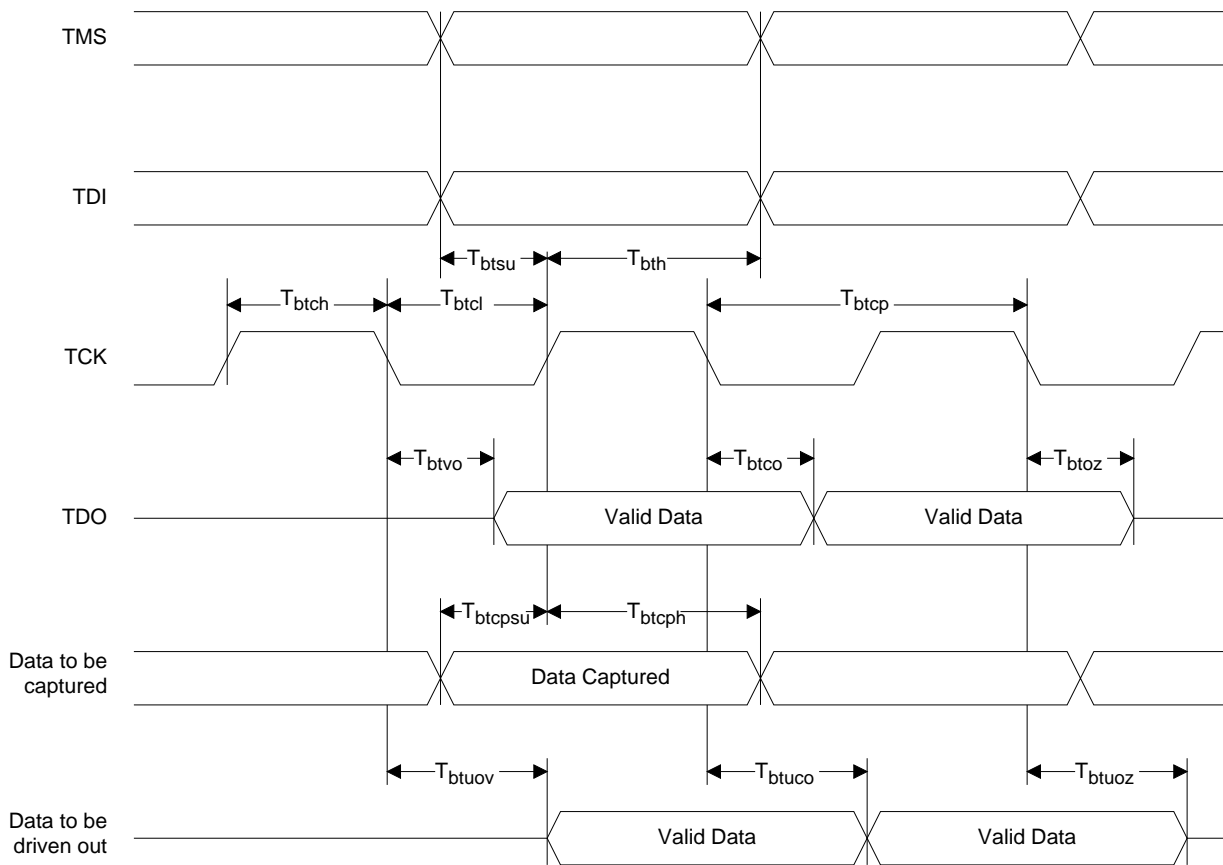 TMS
TDI
Tbtsu
Tbth
Tbtch
Tbtcl
Tbtcp
TCK
Tbtvo
Tbtco
Tbtoz
TDO
Valid Data
Valid Data
Tbtcpsu
Tbtcph
Data to be
captured
Data Captured
Tbtuov
Tbtuco
Tbtuoz
Data to be
driven out
Valid Data
Valid Data